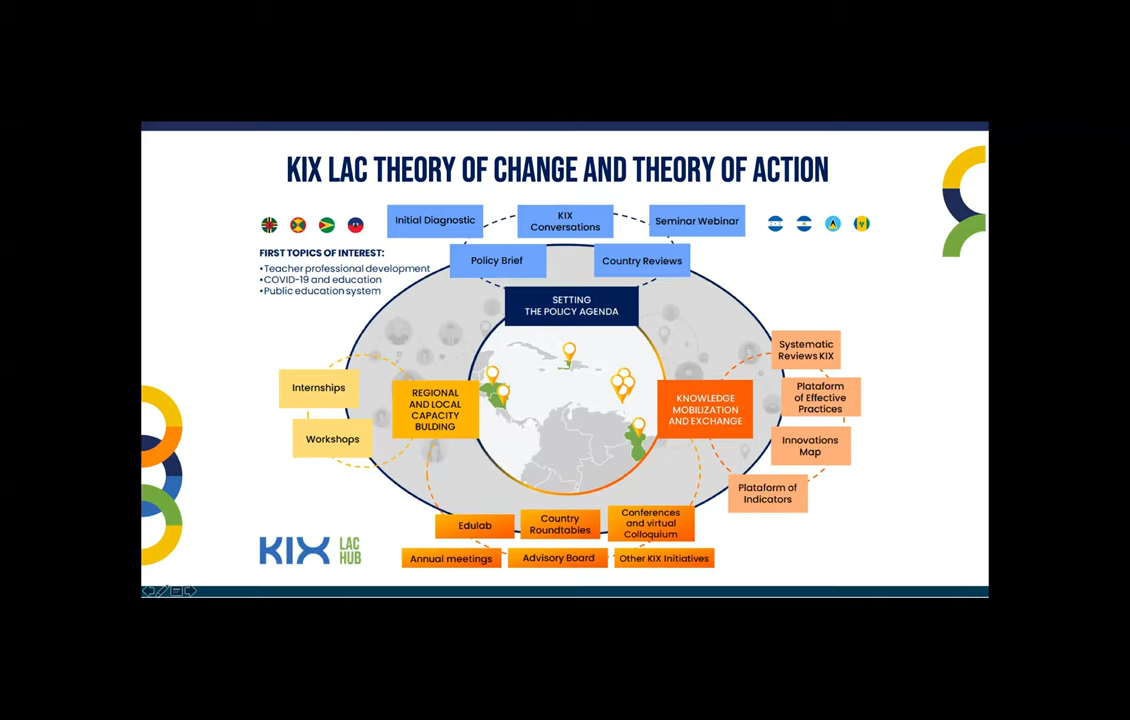 KIX LAC THEORY OF CHANGE AND THEORY OF ACTION
Initial Diagnostic
KIX
Conversations
Seminar Webinar
FIRST TOPICS OF INTEREST:
•Teacher professional development
•COVID-19 and education
•Public education system
Policy Brief
Country Reviews
SETTING
THE POLICY AGENDA
Internships
Workshops
REGIONAL
AND LOCAL
CAPACITY
BULDING
KNOWLEDGE
MOBILIZATION
AND EXCHANGE
Systematic
Reviews KIX
Plataform
of Effective
Practices
Innovations
Map
Plataform of
Indicators
Edulab
Country
Roundtables
Conferences
and virtual
Colloquium
Annual meetings
Advisory Board
Other KIX Initiatives
KIX
LAC
HUB